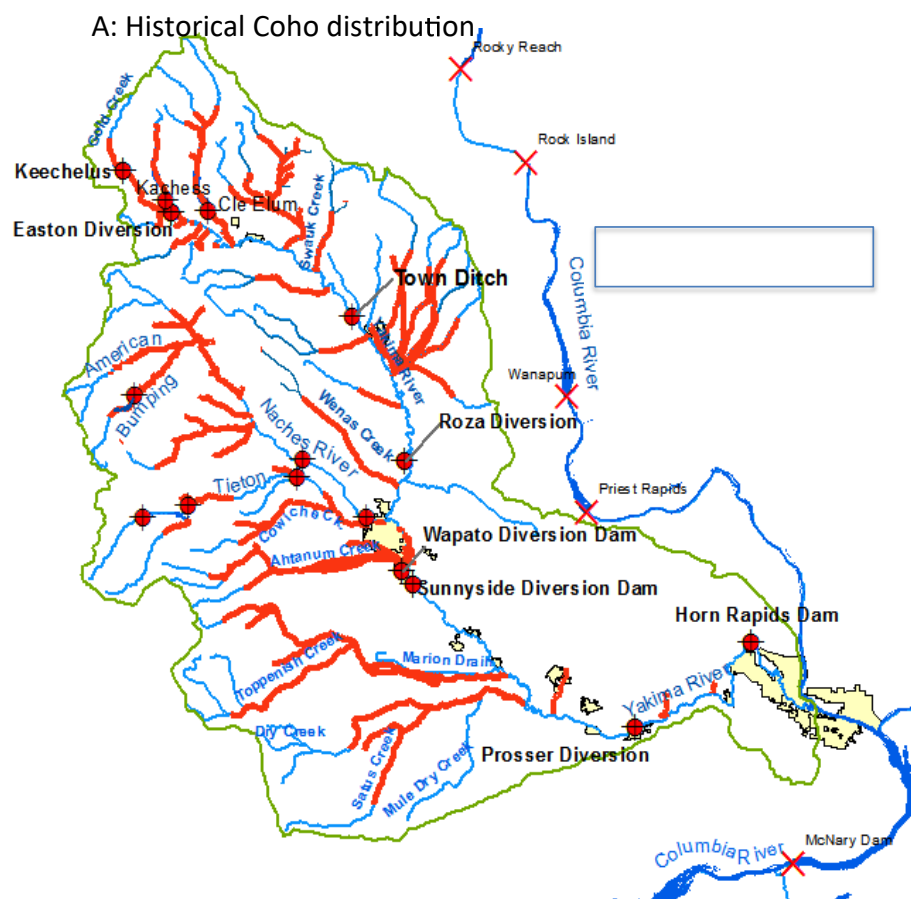 A: Historical Coho distribution
Rocky Reach
Rock Island
Gold Creek
Keechelus
Kachess
Cle Elum
Easton Diversion
Swauk Creek
Town Ditch
Columbia River
Yakima River
American
Bumping
Wanapum
Naches River
Wenas Creek
Roza Diversion
Tieton
Priest Rapids
Cowiche Ck.
Wapato Diversion Dam
Ahtanum Creek
Sunnyside Diversion Dam
Horn Rapids Dam
Toppenish Creek
Marion Drain
Yakima River
Dry Creek
Satus Creek
Mule Dry Creek
Prosser Diversion
Columbia River
McNary Dam